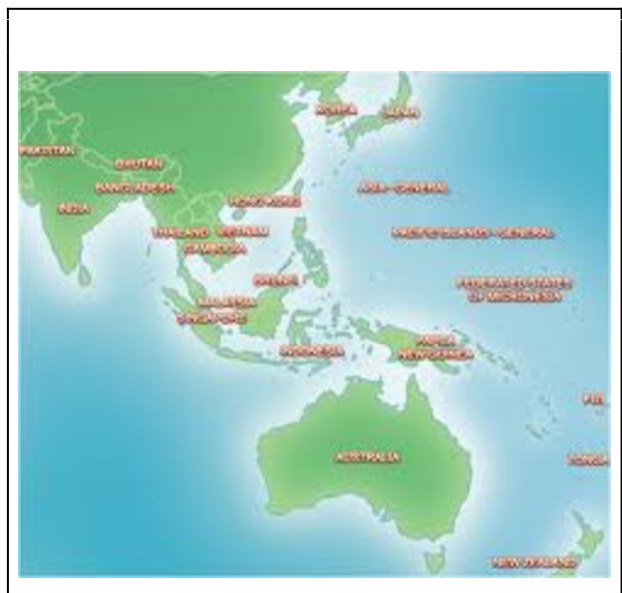 KOREA
JAPAN
PAKISTAN
BHUTAN
BANGLADESH
ASIA - GENERAL
HONG KONG
INDIA
THAILAND VIETNAM
PACIFIC ISLANDS - GENERAL
CAMBODIA
BRUNEI
FEDERATED STATES
OF MICRONESIA
MALAYSIA
SINGAPORE
PAPUA
NEW GUINEA
INDONESIA
FIJI
AUSTRALIA
TONGA
NEW ZEALAND